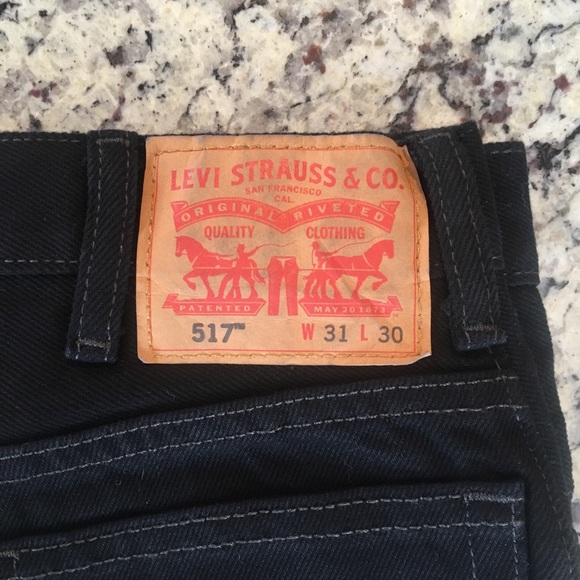 LEVI STRAUSS & CO.
SAN FRANCISCO
CAL.
ORIGINAL RIVETED
QUALITY CLOTHING
PATENTED MAY 20 1873
517™ W 31 L 30